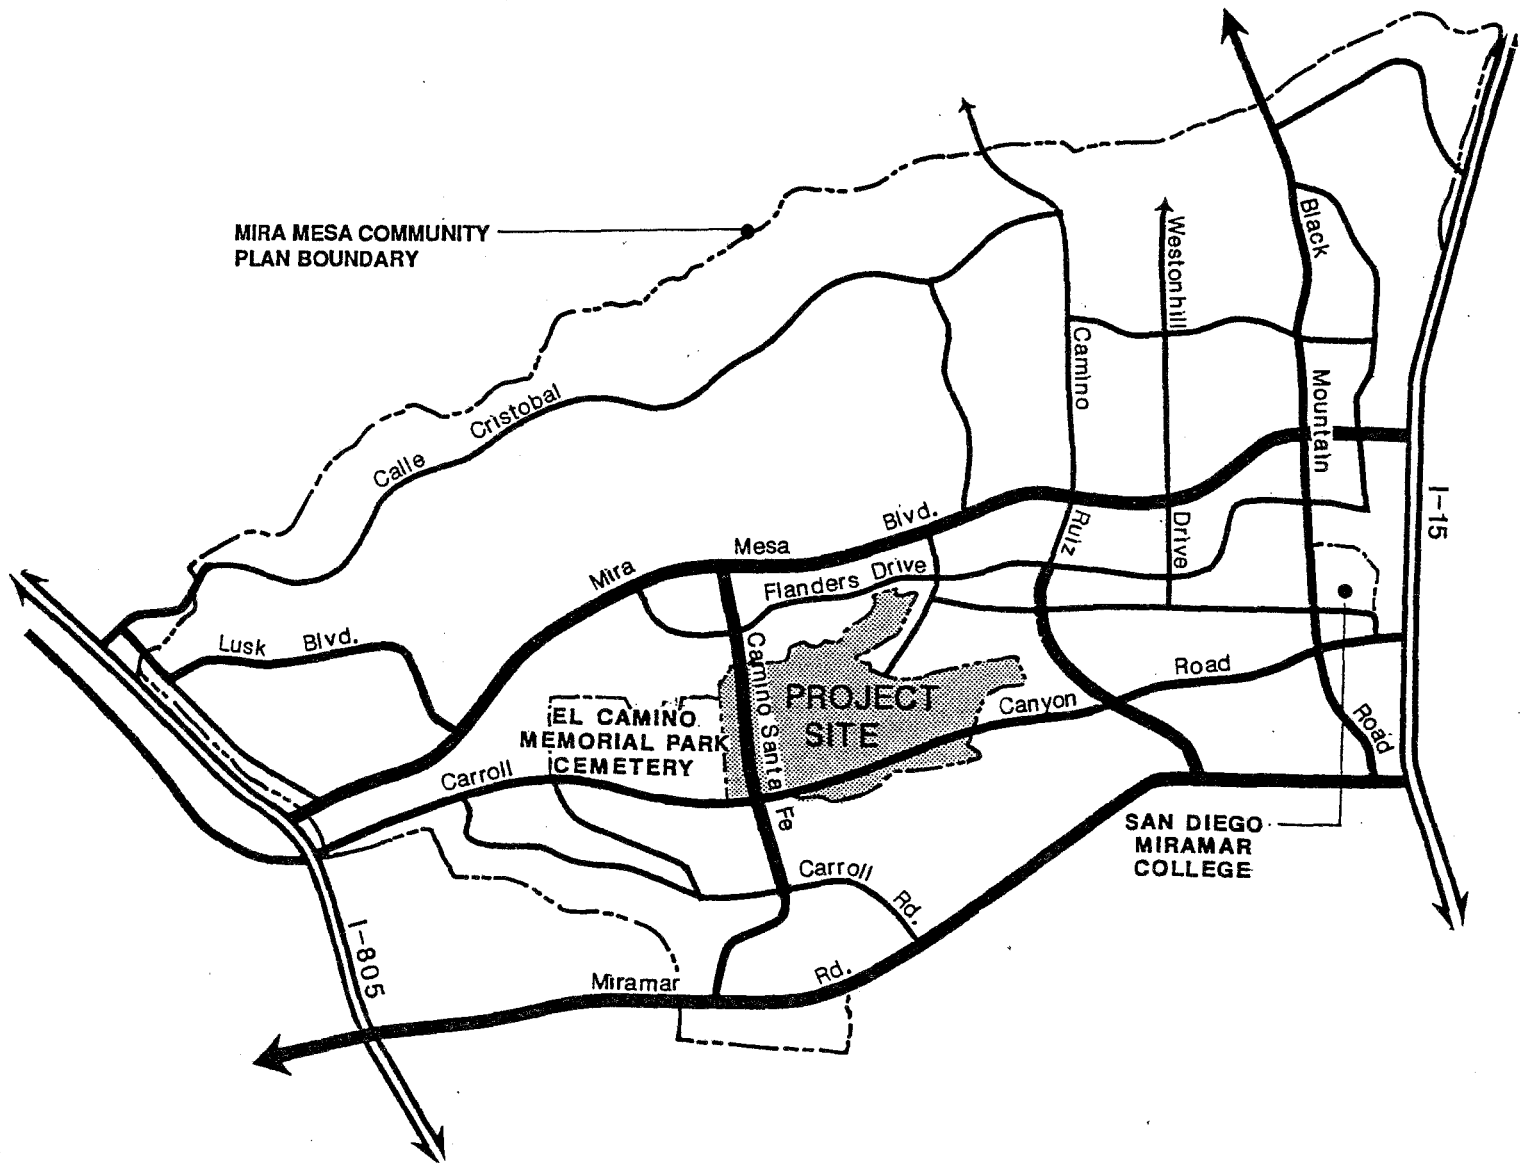 MIRA MESA COMMUNITY
PLAN BOUNDARY
Black
Westonhill
Camino
Mountain
Calle Cristobal
I-15
Blvd.
Ruiz
Drive
Mesa
Mira
Flanders Drive
Lusk Blvd.
Camino Santa Fe
Road
PROJECT
SITE
Canyon
Road
EL CAMINO
MEMORIAL PARK
CEMETERY
Carroll
SAN DIEGO
MIRAMAR
COLLEGE
Carroll
Rd.
I-805
Miramar Rd.